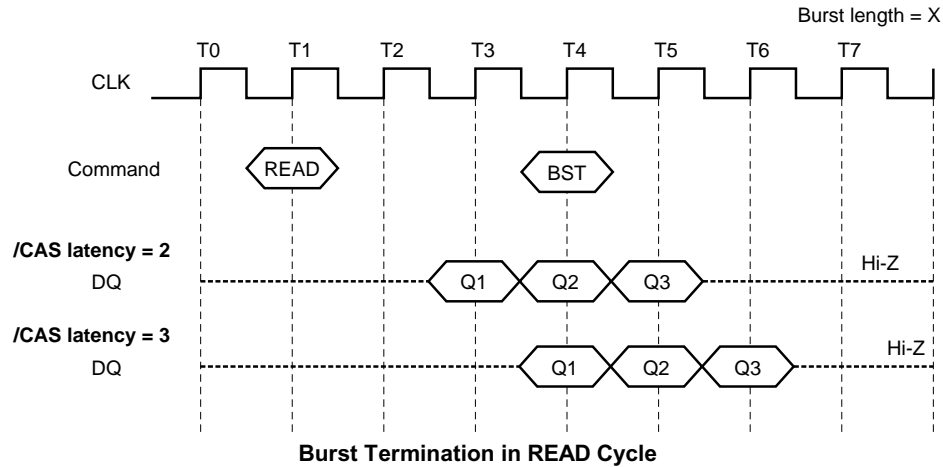 Burst length = X
T0 T1 T2 T3 T4 T5 T6 T7
CLK
Command READ BST
/CAS latency = 2
DQ Q1 Q2 Q3 Hi-Z
/CAS latency = 3
DQ Q1 Q2 Q3 Hi-Z
Burst Termination in READ Cycle